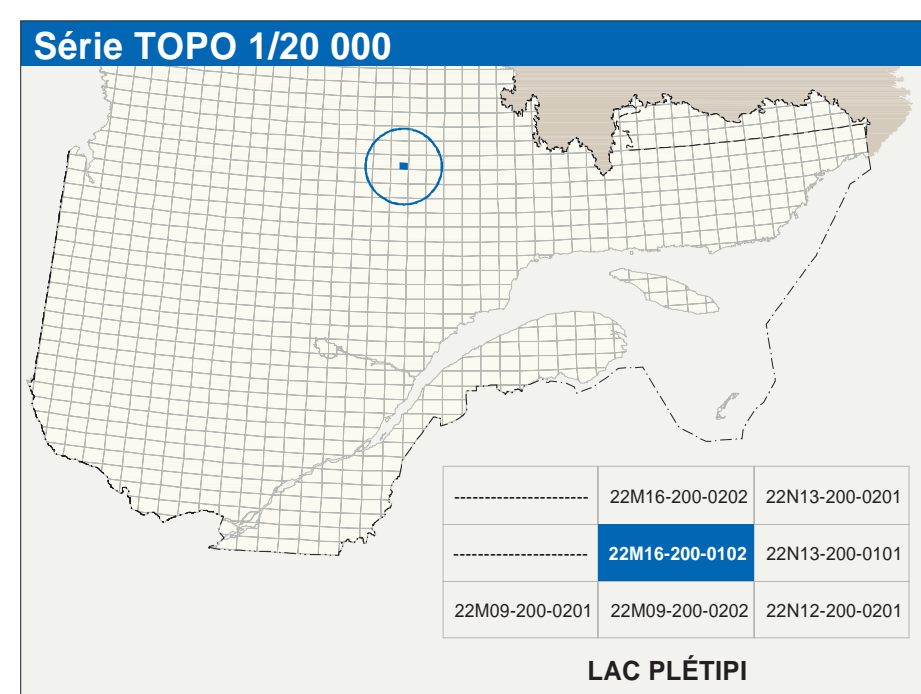 Série TOPO 1/20 000
--------------------- 22M16-200-0202 22N13-200-0201
--------------------- 22M16-200-0102 22N13-200-0101
22M09-200-0201 22M09-200-0202 22N12-200-0201
LAC PLÉTIPI